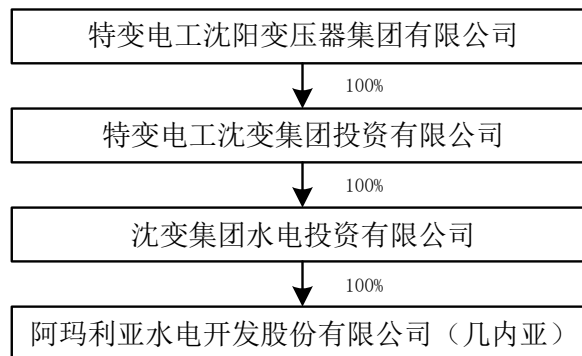 特变电工沈阳变压器集团有限公司
100%
特变电工沈变集团投资有限公司
100%
沈变集团水电投资有限公司
100%
阿玛利亚水电开发股份有限公司（几内亚）